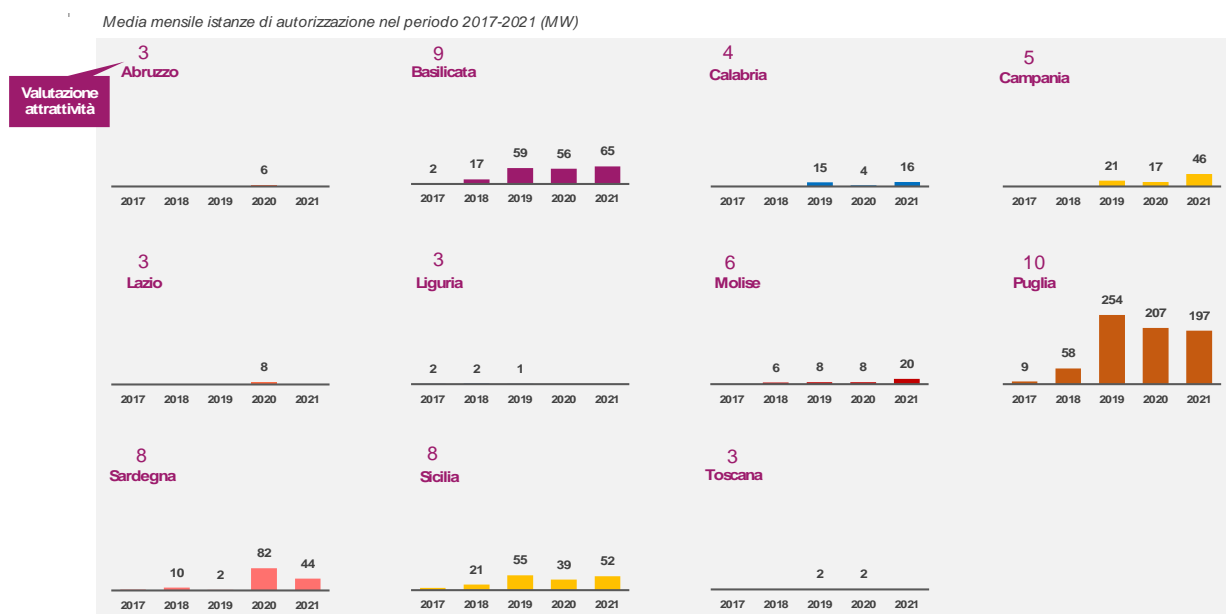 Media mensile istanze di autorizzazione nel periodo 2017-2021 (MW)
Valutazione
attrattività
3
Abruzzo
6
2017 2018 2019 2020 2021
9
Basilicata
2 17 59 56 65
2017 2018 2019 2020 2021
4
Calabria
15 4 16
2017 2018 2019 2020 2021
5
Campania
21 17 46
2017 2018 2019 2020 2021
3
Lazio
8
2017 2018 2019 2020 2021
3
Liguria
2 2 1
2017 2018 2019 2020 2021
6
Molise
6 8 8 20
2017 2018 2019 2020 2021
10
Puglia
9 58 254 207 197
2017 2018 2019 2020 2021
8
Sardegna
10 2 82 44
2017 2018 2019 2020 2021
8
Sicilia
21 55 39 52
2017 2018 2019 2020 2021
3
Toscana
2 2
2017 2018 2019 2020 2021